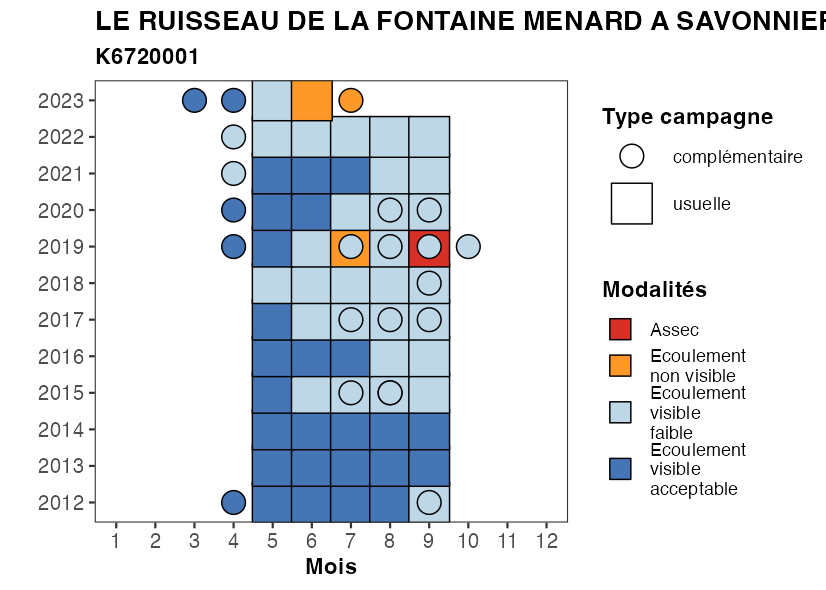 LE RUISSEAU DE LA FONTAINE MENARD A SAVONNIER
K6720001
2023
2022
2021
2020
2019
2018
2017
2016
2015
2014
2013
2012
1 2 3 4 5 6 7 8 9 10 11 12
Mois
Type campagne
complémentaire
usuelle
Modalités
Assec
Ecoulement
non visible
Ecoulement
visible
faible
Ecoulement
visible
acceptable